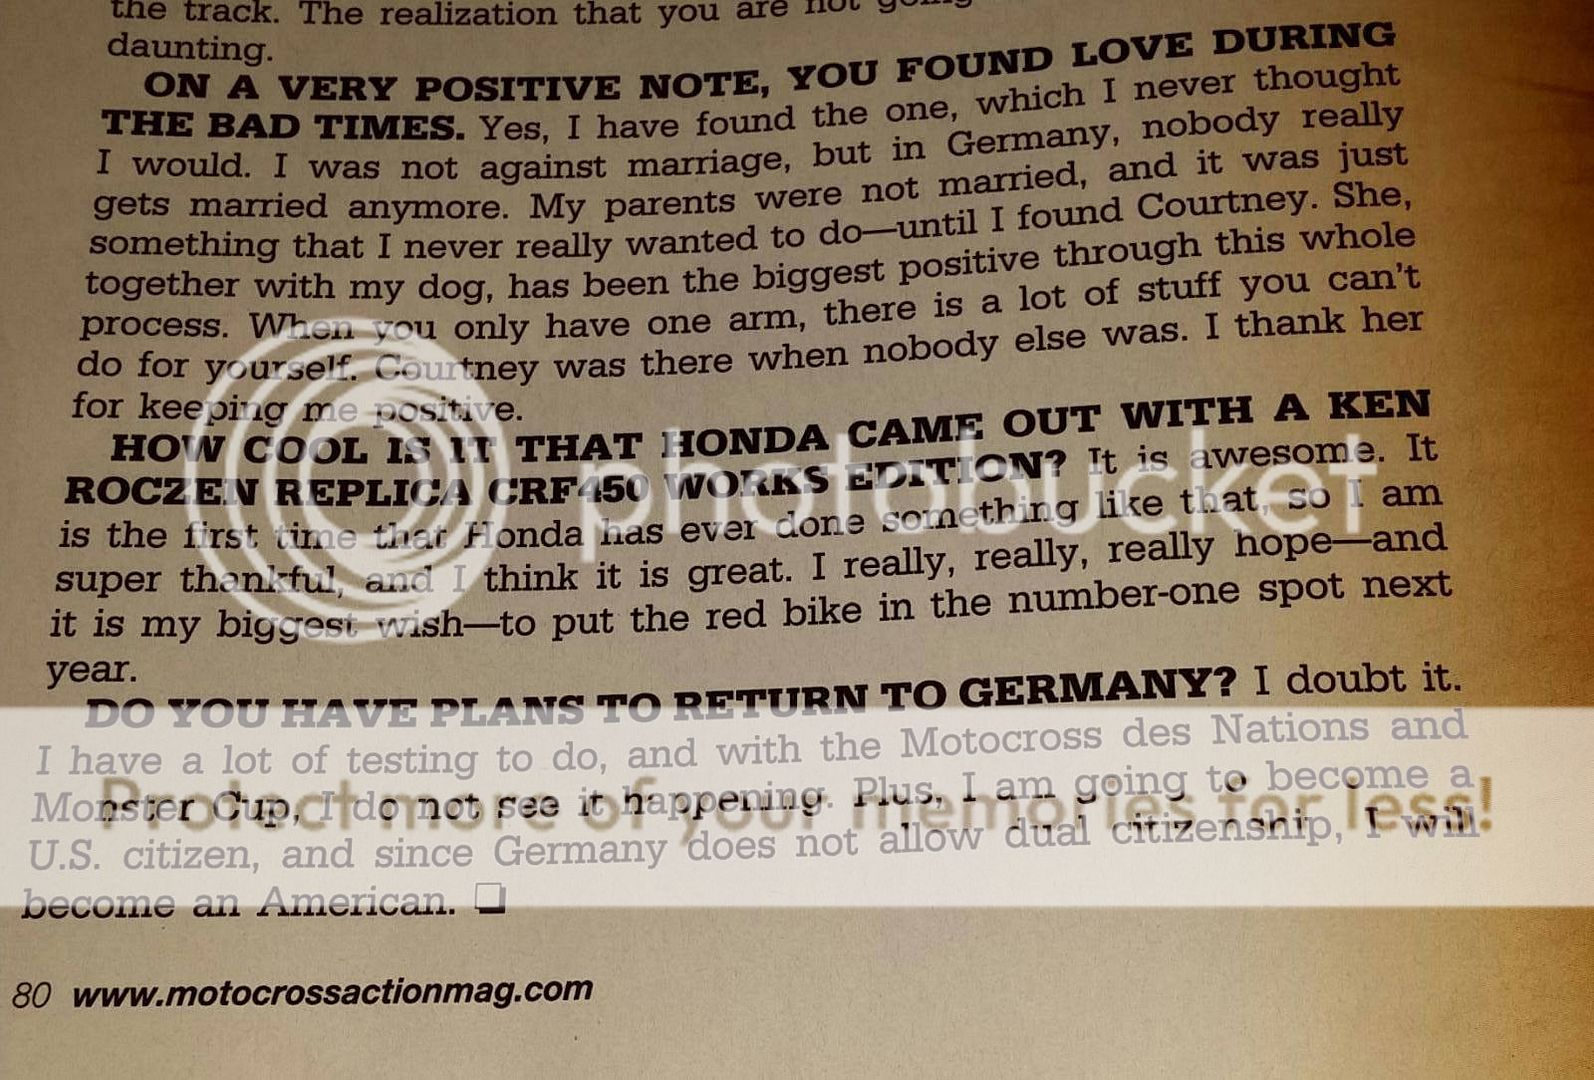 the track. The realization that you are not going
daunting.
ON A VERY POSITIVE NOTE, YOU FOUND LOVE DURING
THE BAD TIMES. Yes, I have found the one, which I never thought
I would. I was not against marriage, but in Germany, nobody really
gets married anymore. My parents were not married, and it was just
something that I never really wanted to do—until I found Courtney. She,
together with my dog, has been the biggest positive through this whole
process. When you only have one arm, there is a lot of stuff you can't
do for yourself. Courtney was there when nobody else was. I thank her
for keeping me positive.
HOW COOL IS IT THAT HONDA CAME OUT WITH A KEN
ROCZEN REPLICA CRF450 WORKS EDITION? It is awesome. It
is the first time that Honda has ever done something like that, so I am
super thankful, and I think it is great. I really, really, really hope—and
it is my biggest wish—to put the red bike in the number-one spot next
year.
DO YOU HAVE PLANS TO RETURN TO GERMANY? I doubt it.
I have a lot of testing to do, and with the Motocross des Nations and
Monster Cup, I do not see it happening. Plus, I am going to become a
U.S. citizen, and since Germany does not allow dual citizenship, I will
become an American. ❏
80 www.motocrossactionmag.com
photobucket
Protect more of your memories for less!